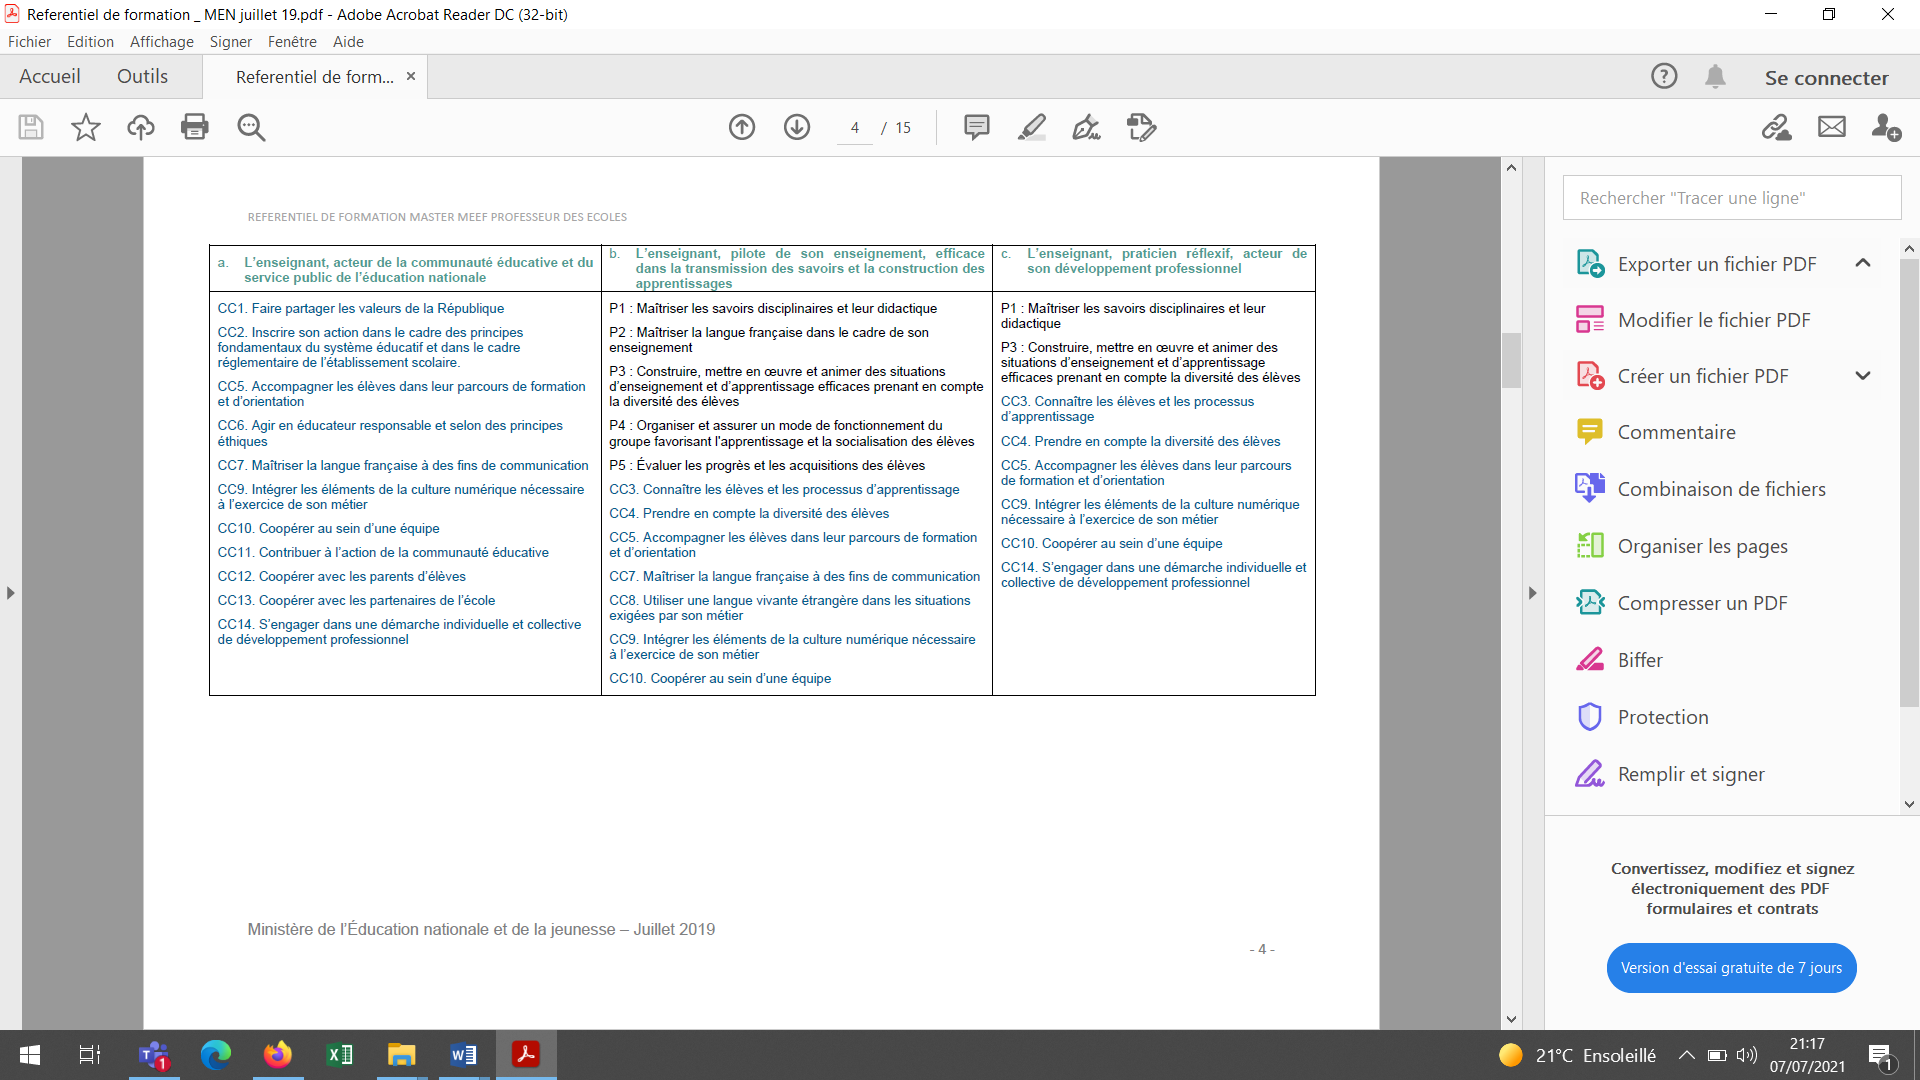 Referentiel de formation _ MEN juillet 19.pdf - Adobe Acrobat Reader DC (32-bit)
Fichier Edition Affichage Signer Fenêtre Aide
Accueil Outils Referentiel de form... × ? Se connecter
4 / 15
REFERENTIEL DE FORMATION MASTER MEEF PROFESSEUR DES ECOLES
a. L'enseignant, acteur de la communauté éducative et du
service public de l'éducation nationale
CC1. Faire partager les valeurs de la République
CC2. Inscrire son action dans le cadre des principes
fondamentaux du système éducatif et dans le cadre
réglementaire de l'établissement scolaire.
CC5. Accompagner les élèves dans leur parcours de formation
et d'orientation
CC6. Agir en éducateur responsable et selon des principes
éthiques
CC7. Maîtriser la langue française à des fins de communication
CC9. Intégrer les éléments de la culture numérique nécessaire
à l'exercice de son métier
CC10. Coopérer au sein d'une équipe
CC11. Contribuer à l'action de la communauté éducative
CC12. Coopérer avec les parents d'élèves
CC13. Coopérer avec les partenaires de l'école
CC14. S'engager dans une démarche individuelle et collective
de développement professionnel
b. L'enseignant, pilote de son enseignement, efficace
dans la transmission des savoirs et la construction des
apprentissages
P1 : Maîtriser les savoirs disciplinaires et leur didactique
P2 : Maîtriser la langue française dans le cadre de son
enseignement
P3 : Construire, mettre en œuvre et animer des situations
d'enseignement et d'apprentissage efficaces prenant en compte
la diversité des élèves
P4 : Organiser et assurer un mode de fonctionnement du
groupe favorisant l'apprentissage et la socialisation des élèves
P5 : Évaluer les progrès et les acquisitions des élèves
CC3. Connaître les élèves et les processus d'apprentissage
CC4. Prendre en compte la diversité des élèves
CC5. Accompagner les élèves dans leur parcours de formation
et d'orientation
CC7. Maîtriser la langue française à des fins de communication
CC8. Utiliser une langue vivante étrangère dans les situations
exigées par son métier
CC9. Intégrer les éléments de la culture numérique nécessaire
à l'exercice de son métier
CC10. Coopérer au sein d'une équipe
c. L'enseignant, praticien réflexif, acteur de
son développement professionnel
P1 : Maîtriser les savoirs disciplinaires et leur
didactique
P3 : Construire, mettre en œuvre et animer des
situations d'enseignement et d'apprentissage
efficaces prenant en compte la diversité des élèves
CC3. Connaître les élèves et les processus
d'apprentissage
CC4. Prendre en compte la diversité des élèves
CC5. Accompagner les élèves dans leur parcours
de formation et d'orientation
CC9. Intégrer les éléments de la culture numérique
nécessaire à l'exercice de son métier
CC10. Coopérer au sein d'une équipe
CC14. S'engager dans une démarche individuelle et
collective de développement professionnel
Ministère de l'Éducation nationale et de la jeunesse – Juillet 2019
- 4 -
Rechercher "Tracer une ligne"
Exporter un fichier PDF
Modifier le fichier PDF
Créer un fichier PDF
Commentaire
Combinaison de fichiers
Organiser les pages
Compresser un PDF
Biffer
Protection
Remplir et signer
Convertissez, modifiez et signez
électroniquement des PDF
formulaires et contrats
Version d'essai gratuite de 7 jours
1
21°C Ensoleillé
21:17
07/07/2021
1